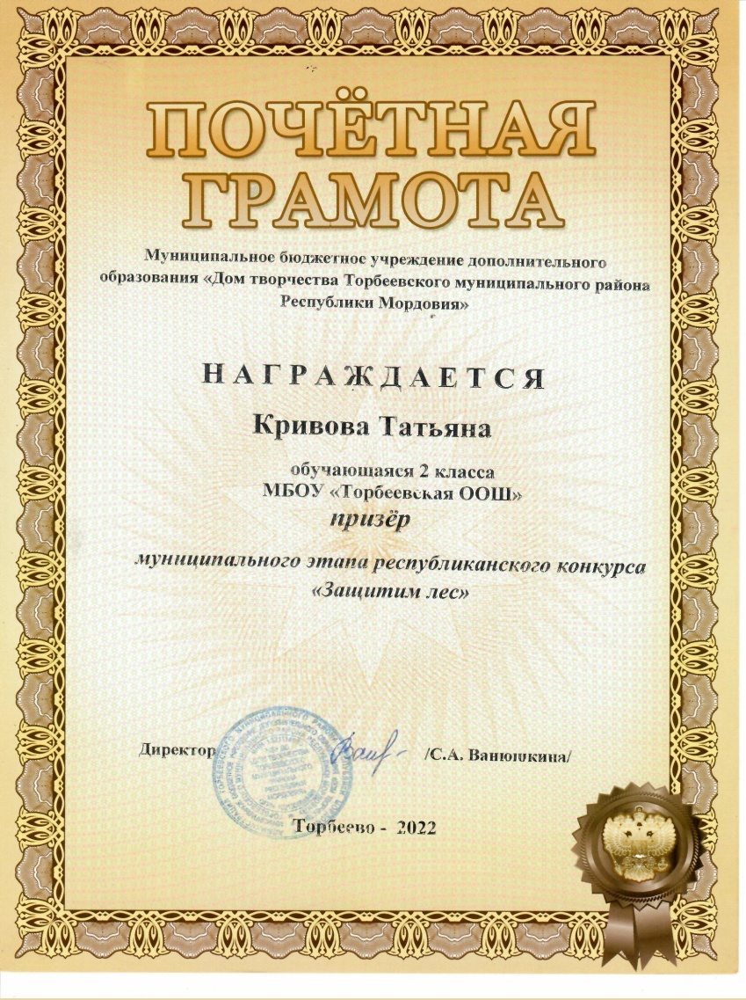 ПОЧЁТНАЯ
ГРАМОТА
Муниципальное бюджетное учреждение дополнительного
образования «Дом творчества Торбеевского муниципального района
Республики Мордовия»
НАГРАЖДАЕТСЯ
Кривова Татьяна
обучающаяся 2 класса
МБОУ «Торбеевская ООШ»
призёр
муниципального этапа республиканского конкурса
«Защитим лес»
Директор /С.А. Ванюшкина/
Торбеево - 2022